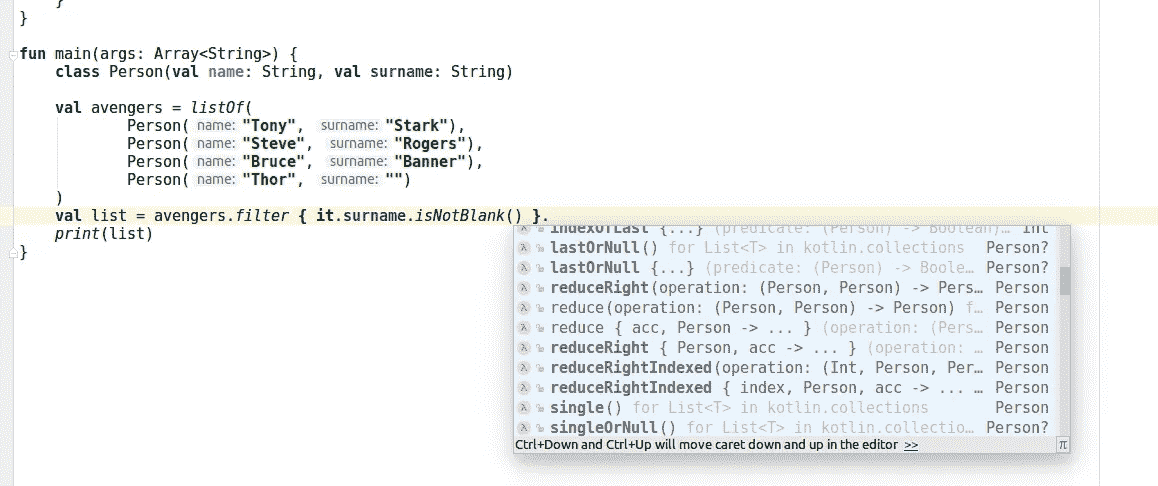 }
}
fun main(args: Array<String>) {
class Person(val name: String, val surname: String)
val avengers = listOf(
Person( name: "Tony", surname: "Stark"),
Person( name: "Steve", surname: "Rogers"),
Person( name: "Bruce", surname: "Banner"),
Person( name: "Thor", surname: "")
)
val list = avengers.filter { it.surname.isNotBlank() }.
print(list)
}
indexOfLast {...} (predicate: (Person) -> Boolean)… Int
lastOrNull() for List<T> in kotlin.collections Person?
lastOrNull {...} (predicate: (Person) -> Boole… Person?
reduceRight(operation: (Person, Person) -> Pers… Person
reduce(operation: (Person, Person) -> Person) f… Person
reduce { acc, Person -> ... } (operation: (Pers… Person
reduceRight { Person, acc -> ... } (operation: … Person
reduceRightIndexed(operation: (Int, Person, Per… Person
reduceRightIndexed { index, Person, acc -> ... … Person
single() for List<T> in kotlin.collections Person
singleOrNull() for List<T> in kotlin.collectio… Person?
Ctrl+Down and Ctrl+Up will move caret down and up in the editor >> π